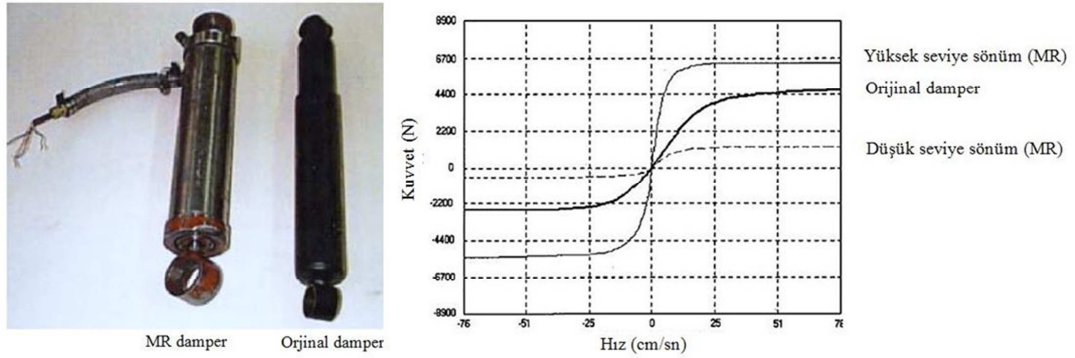 MR damper
Orjinal damper
8900
6700
4400
2200
0
-2200
-4400
-6700
-8900
Kuvvet (N)
-76
-51
-25
0
25
51
76
Hız (cm/sn)
Yüksek seviye sönüm (MR)
Orijinal damper
Düşük seviye sönüm (MR)